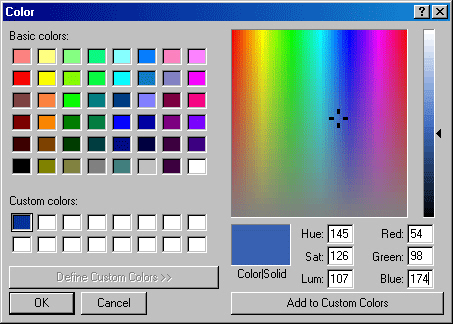 Color
Basic colors:
Custom colors:
Define Custom Colors >>
OK Cancel
Color|Solid
Hue: 145 Red: 54
Sat: 126 Green: 98
Lum: 107 Blue: 174
Add to Custom Colors